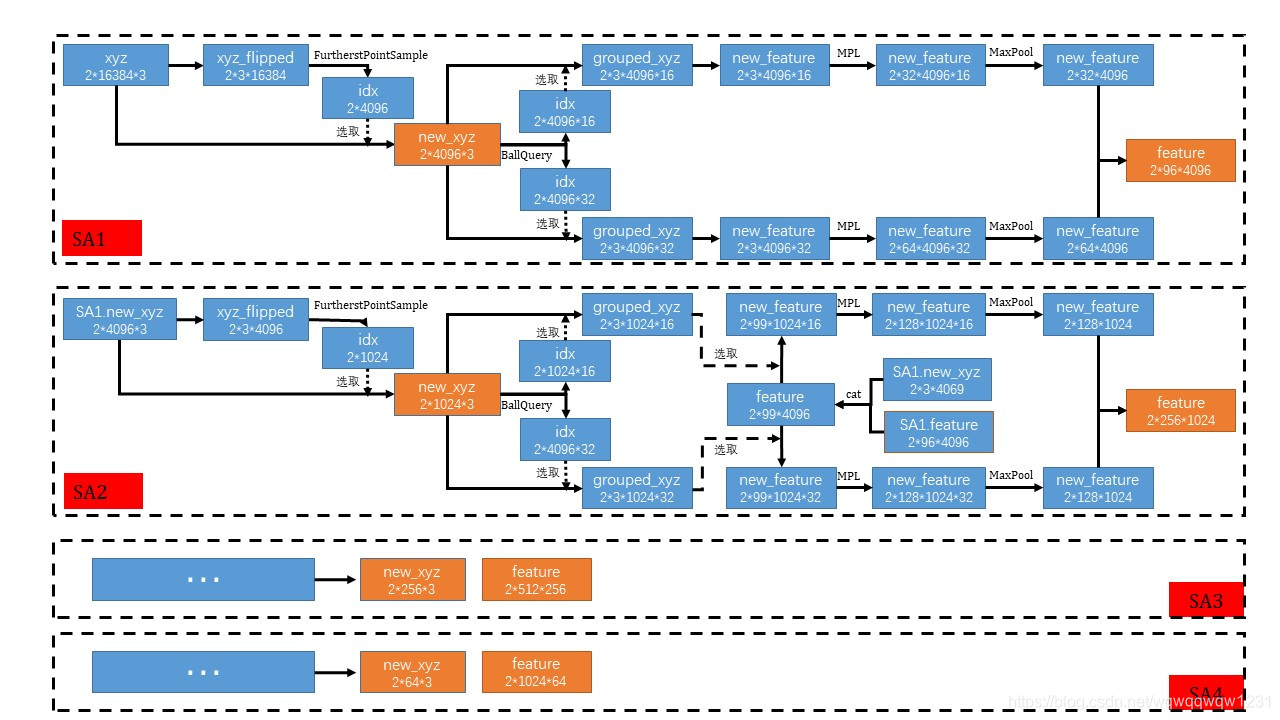 xyz
2*16384*3
xyz_flipped
2*3*16384
FurtherstPointSample
idx
2*4096
选取
new_xyz
2*4096*3
BallQuery
idx
2*4096*16
选取
idx
2*4096*32
选取
grouped_xyz
2*3*4096*16
new_feature
2*3*4096*16
MPL
new_feature
2*32*4096*16
MaxPool
new_feature
2*32*4096
grouped_xyz
2*3*4096*32
new_feature
2*3*4096*32
MPL
new_feature
2*64*4096*32
MaxPool
new_feature
2*64*4096
feature
2*96*4096
SA1
SA1.new_xyz
2*4096*3
xyz_flipped
2*3*4096
FurtherstPointSample
idx
2*1024
选取
new_xyz
2*1024*3
BallQuery
idx
2*1024*16
选取
idx
2*4096*32
选取
grouped_xyz
2*3*1024*16
选取
new_feature
2*99*1024*16
MPL
new_feature
2*128*1024*16
MaxPool
new_feature
2*128*1024
feature
2*99*4096
cat
SA1.new_xyz
2*3*4069
SA1.feature
2*96*4096
grouped_xyz
2*3*1024*32
选取
new_feature
2*99*1024*32
MPL
new_feature
2*128*1024*32
MaxPool
new_feature
2*128*1024
feature
2*256*1024
SA2
...
new_xyz
2*256*3
feature
2*512*256
SA3
...
new_xyz
2*64*3
feature
2*1024*64
SA4
https://blog.csdn.net/wqwqqwqw1231